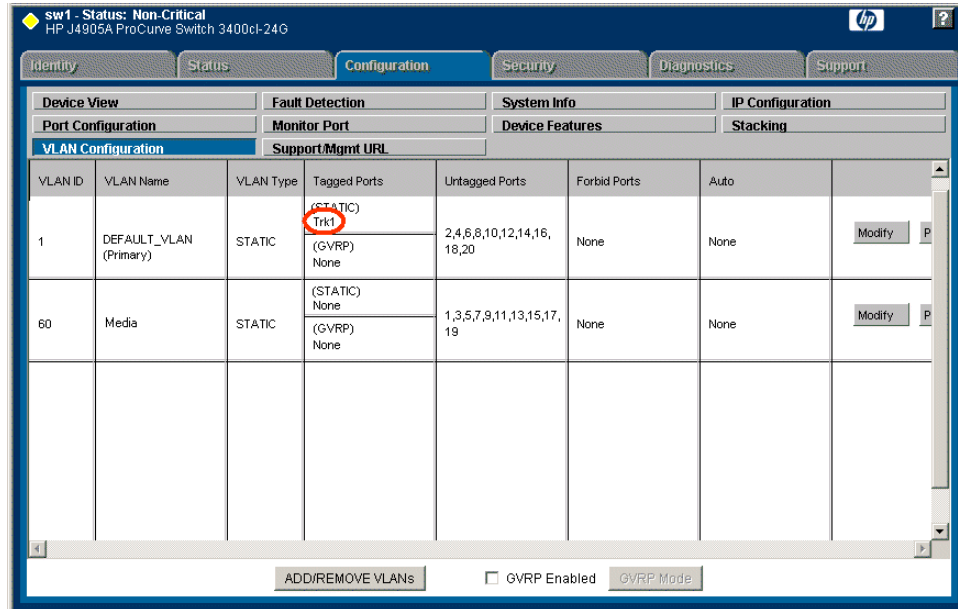 sw1 - Status: Non-Critical
HP J4905A ProCurve Switch 3400cl-24G
hp
?
Identity
Status
Configuration
Security
Diagnostics
Support
Device View
Fault Detection
System Info
IP Configuration
Port Configuration
Monitor Port
Device Features
Stacking
VLAN Configuration
Support/Mgmt URL
VLAN ID
VLAN Name
VLAN Type
Tagged Ports
Untagged Ports
Forbid Ports
Auto
1
DEFAULT_VLAN
(Primary)
STATIC
(STATIC)
Trk1
(GVRP)
None
2,4,6,8,10,12,14,16,
18,20
None
None
Modify
P
60
Media
STATIC
(STATIC)
None
(GVRP)
None
1,3,5,7,9,11,13,15,17,
19
None
None
Modify
P
ADD/REMOVE VLANs
GVRP Enabled
GVRP Mode